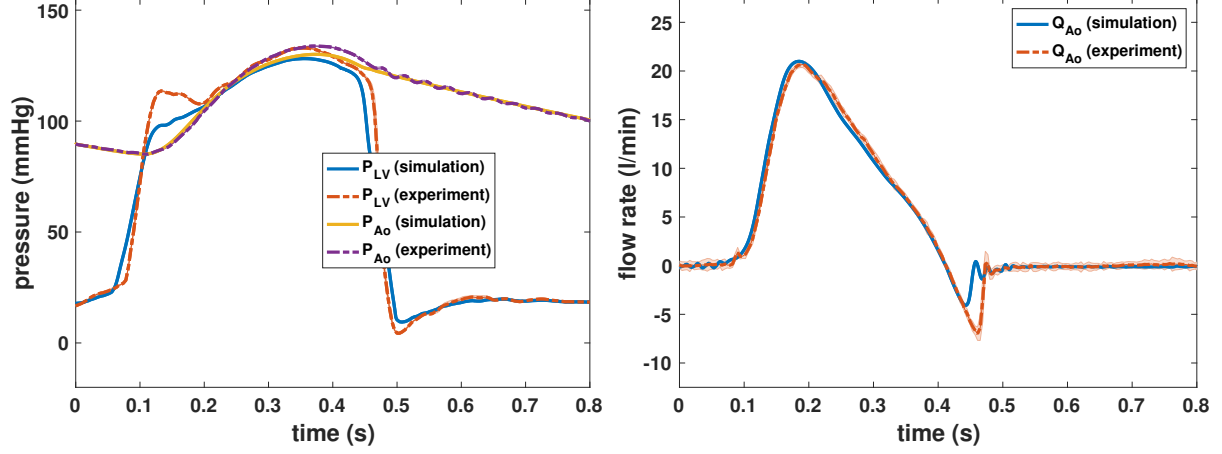 150
100
50
0
pressure (mmHg)
P_LV (simulation)
P_LV (experiment)
P_Ao (simulation)
P_Ao (experiment)
0 0.1 0.2 0.3 0.4 0.5 0.6 0.7 0.8
time (s)
25
20
15
10
5
0
-5
-10
flow rate (l/min)
Q_Ao (simulation)
Q_Ao (experiment)
0 0.1 0.2 0.3 0.4 0.5 0.6 0.7 0.8
time (s)